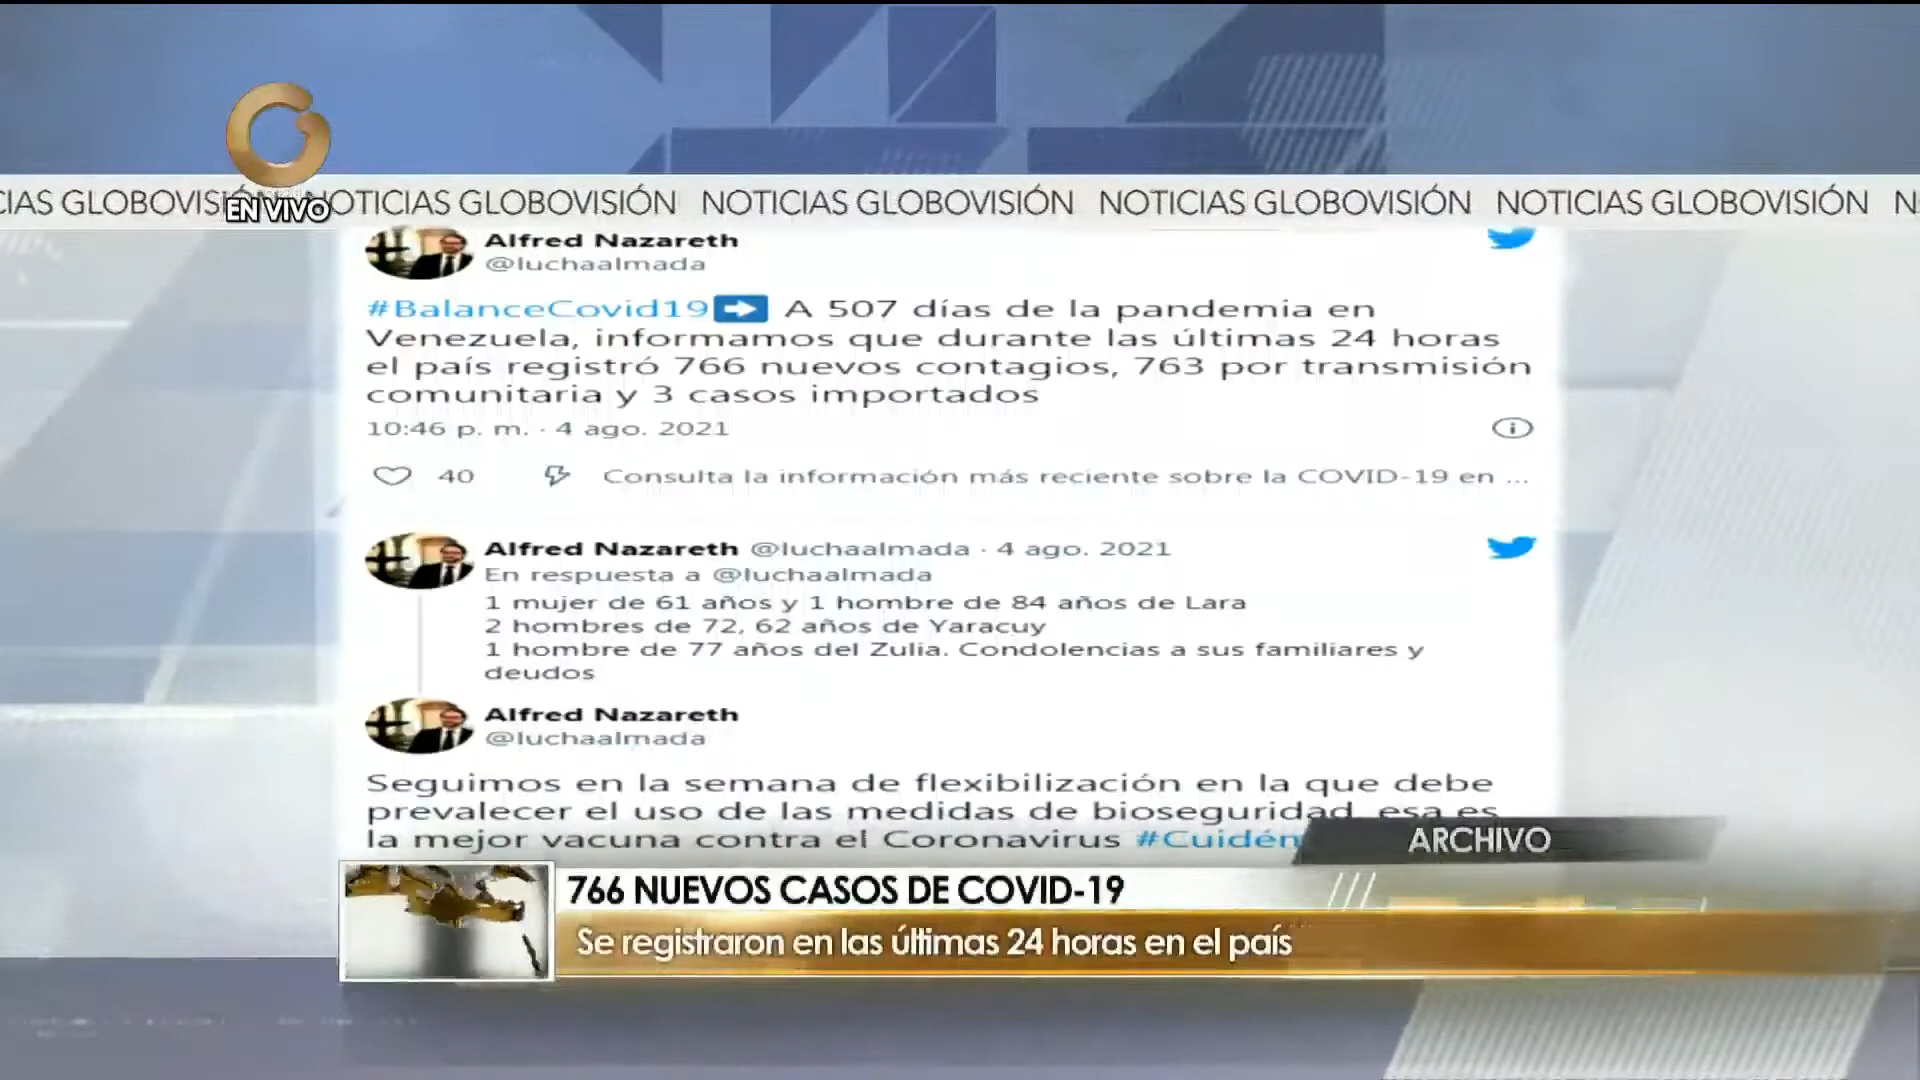 EN VIVO
NOTICIAS GLOBOVISIÓN NOTICIAS GLOBOVISIÓN NOTICIAS GLOBOVISIÓN NOTICIAS GLOBOVISIÓN
Alfred Nazareth
@luchaalmada
#BalanceCovid19➡ A 507 días de la pandemia en
Venezuela, informamos que durante las últimas 24 horas
el país registró 766 nuevos contagios, 763 por transmisión
comunitaria y 3 casos importados
10:46 p. m. · 4 ago. 2021
40 Consulta la información más reciente sobre la COVID-19 en ...
Alfred Nazareth @luchaalmada · 4 ago. 2021
En respuesta a @luchaalmada
1 mujer de 61 años y 1 hombre de 84 años de Lara
2 hombres de 72, 62 años de Yaracuy
1 hombre de 77 años del Zulia. Condolencias a sus familiares y
deudos
Alfred Nazareth
@luchaalmada
Seguimos en la semana de flexibilización en la que debe
prevalecer el uso de las medidas de bioseguridad, esa es
la mejor vacuna contra el Coronavirus #Cuidén
ARCHIVO
766 NUEVOS CASOS DE COVID-19
Se registraron en las últimas 24 horas en el país